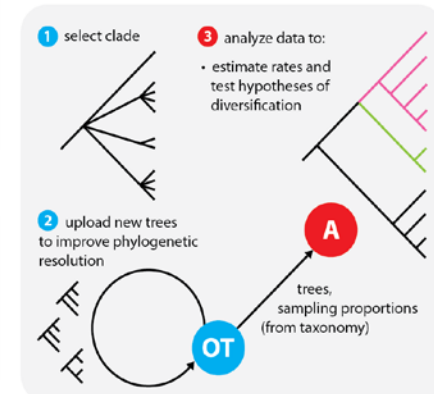 1 select clade
2 upload new trees
to improve phylogenetic
resolution
3 analyze data to:
• estimate rates and
test hypotheses of
diversification
A
trees,
sampling proportions
(from taxonomy)
OT